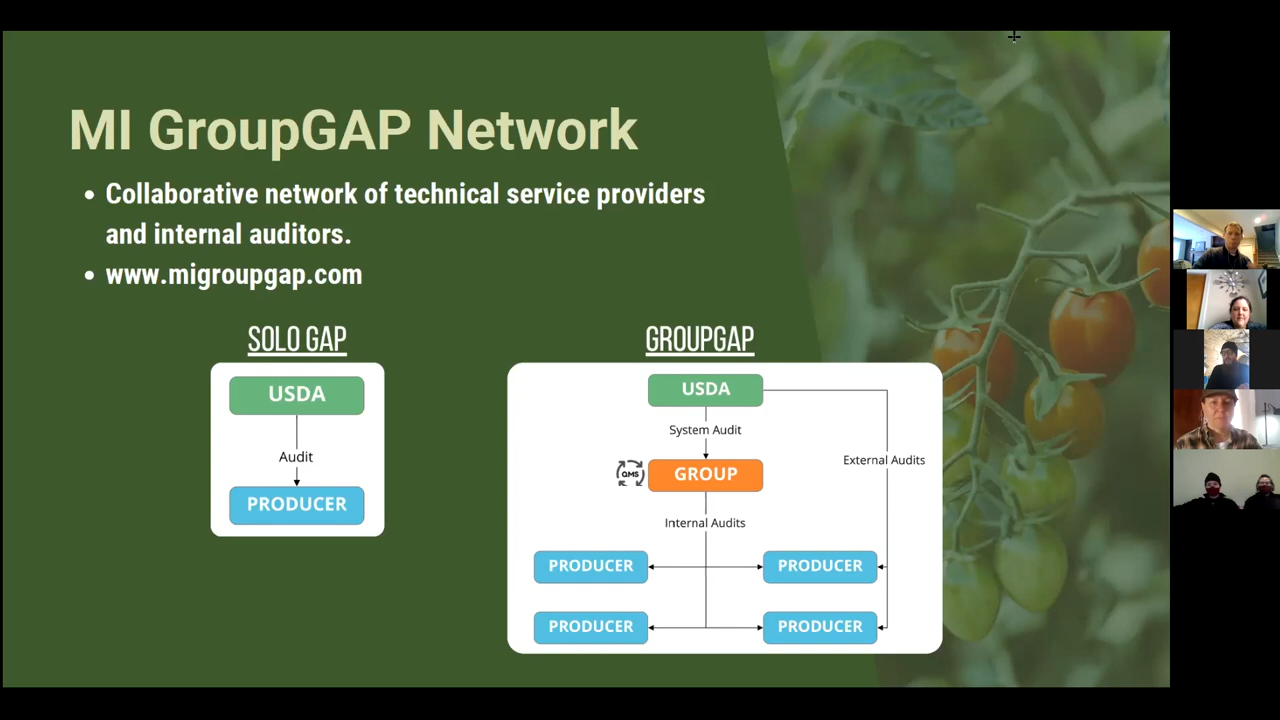 MI GroupGAP Network
• Collaborative network of technical service providers
and internal auditors.
• www.migroupgap.com
SOLO GAP
USDA
Audit
PRODUCER
GROUPGAP
USDA
System Audit
External Audits
QMS
GROUP
Internal Audits
PRODUCER
PRODUCER
PRODUCER
PRODUCER